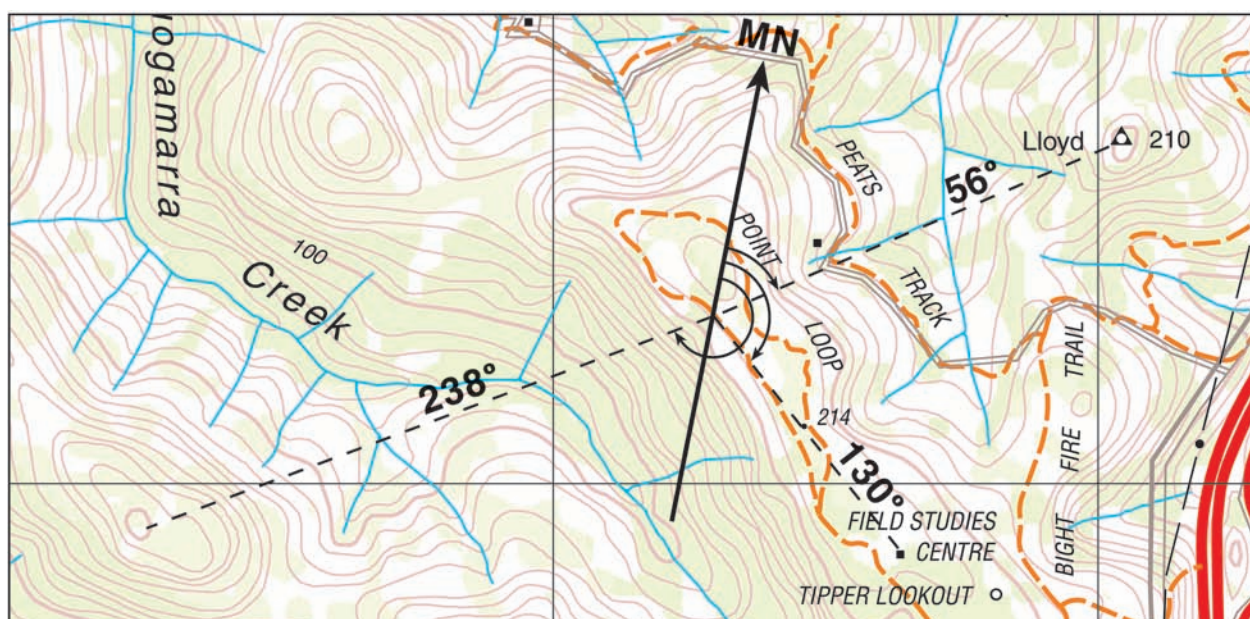 MN
Lloyd
210
56°
PEATS
TRACK
POINT
LOOP
100
Creek
238°
214
130°
FIRE TRAIL
BIGHT
FIELD STUDIES
CENTRE
TIPPER LOOKOUT